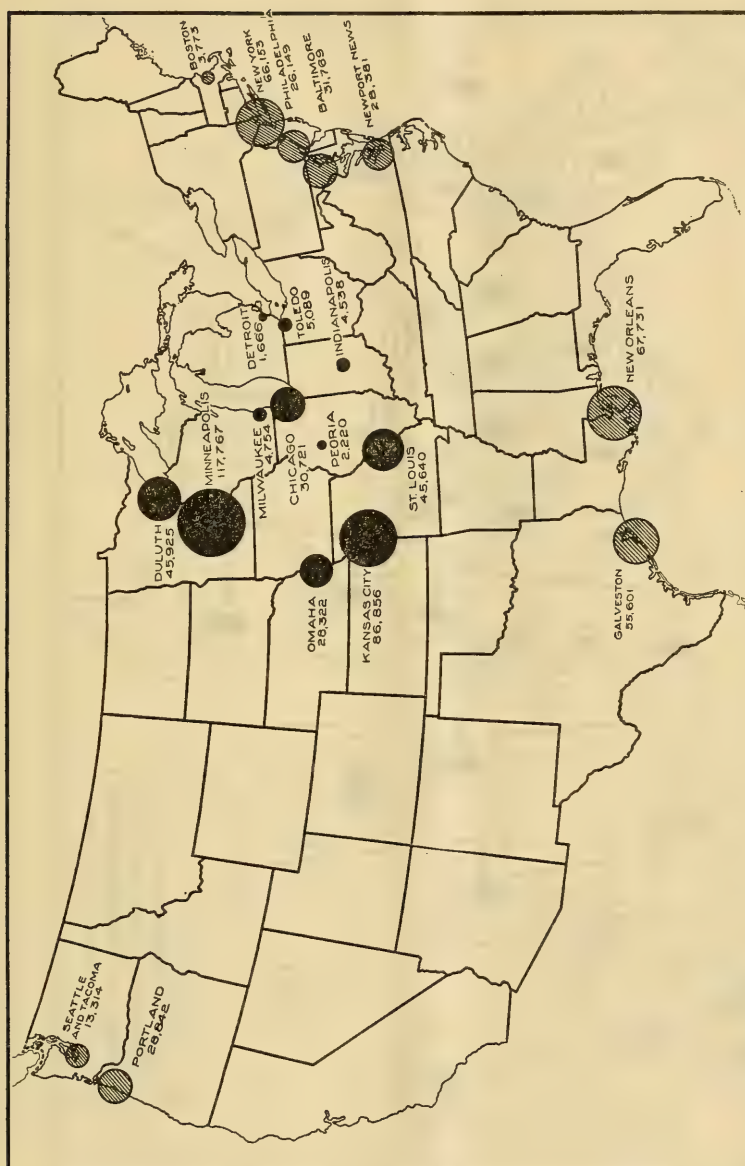 SEATTLE
AND TACOMA
13,314
PORTLAND
28,842
DULUTH
45,925
MINNEAPOLIS
117,767
MILWAUKEE
4,754
CHICAGO
30,721
PEORIA
2,220
OMAHA
28,322
KANSAS CITY
86,856
ST. LOUIS
45,640
DETROIT
1,666
TOLEDO
5,089
INDIANAPOLIS
4,538
BOSTON
3,773
NEW YORK
66,153
PHILADELPHIA
26,149
BALTIMORE
31,789
NEWPORT NEWS
28,381
NEW ORLEANS
67,731
GALVESTON
55,601